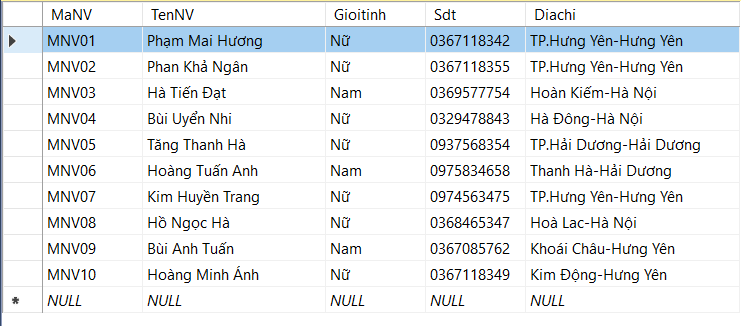 MaNV TenNV Gioitinh Sdt Diachi
MNV01 Phạm Mai Hương Nữ 0367118342 TP.Hưng Yên-Hưng Yên
MNV02 Phan Khả Ngân Nữ 0367118355 TP.Hưng Yên-Hưng Yên
MNV03 Hà Tiến Đạt Nam 0369577754 Hoàn Kiếm-Hà Nội
MNV04 Bùi Uyển Nhi Nữ 0329478843 Hà Đông-Hà Nội
MNV05 Tăng Thanh Hà Nữ 0937568354 TP.Hải Dương-Hải Dương
MNV06 Hoàng Tuấn Anh Nam 0975834658 Thanh Hà-Hải Dương
MNV07 Kim Huyền Trang Nữ 0974563475 TP.Hưng Yên-Hưng Yên
MNV08 Hồ Ngọc Hà Nữ 0368465347 Hoà Lac-Hà Nội
MNV09 Bùi Anh Tuấn Nam 0367085762 Khoái Châu-Hưng Yên
MNV10 Hoàng Minh Ánh Nữ 0367118349 Kim Động-Hưng Yên
NULL NULL NULL NULL NULL